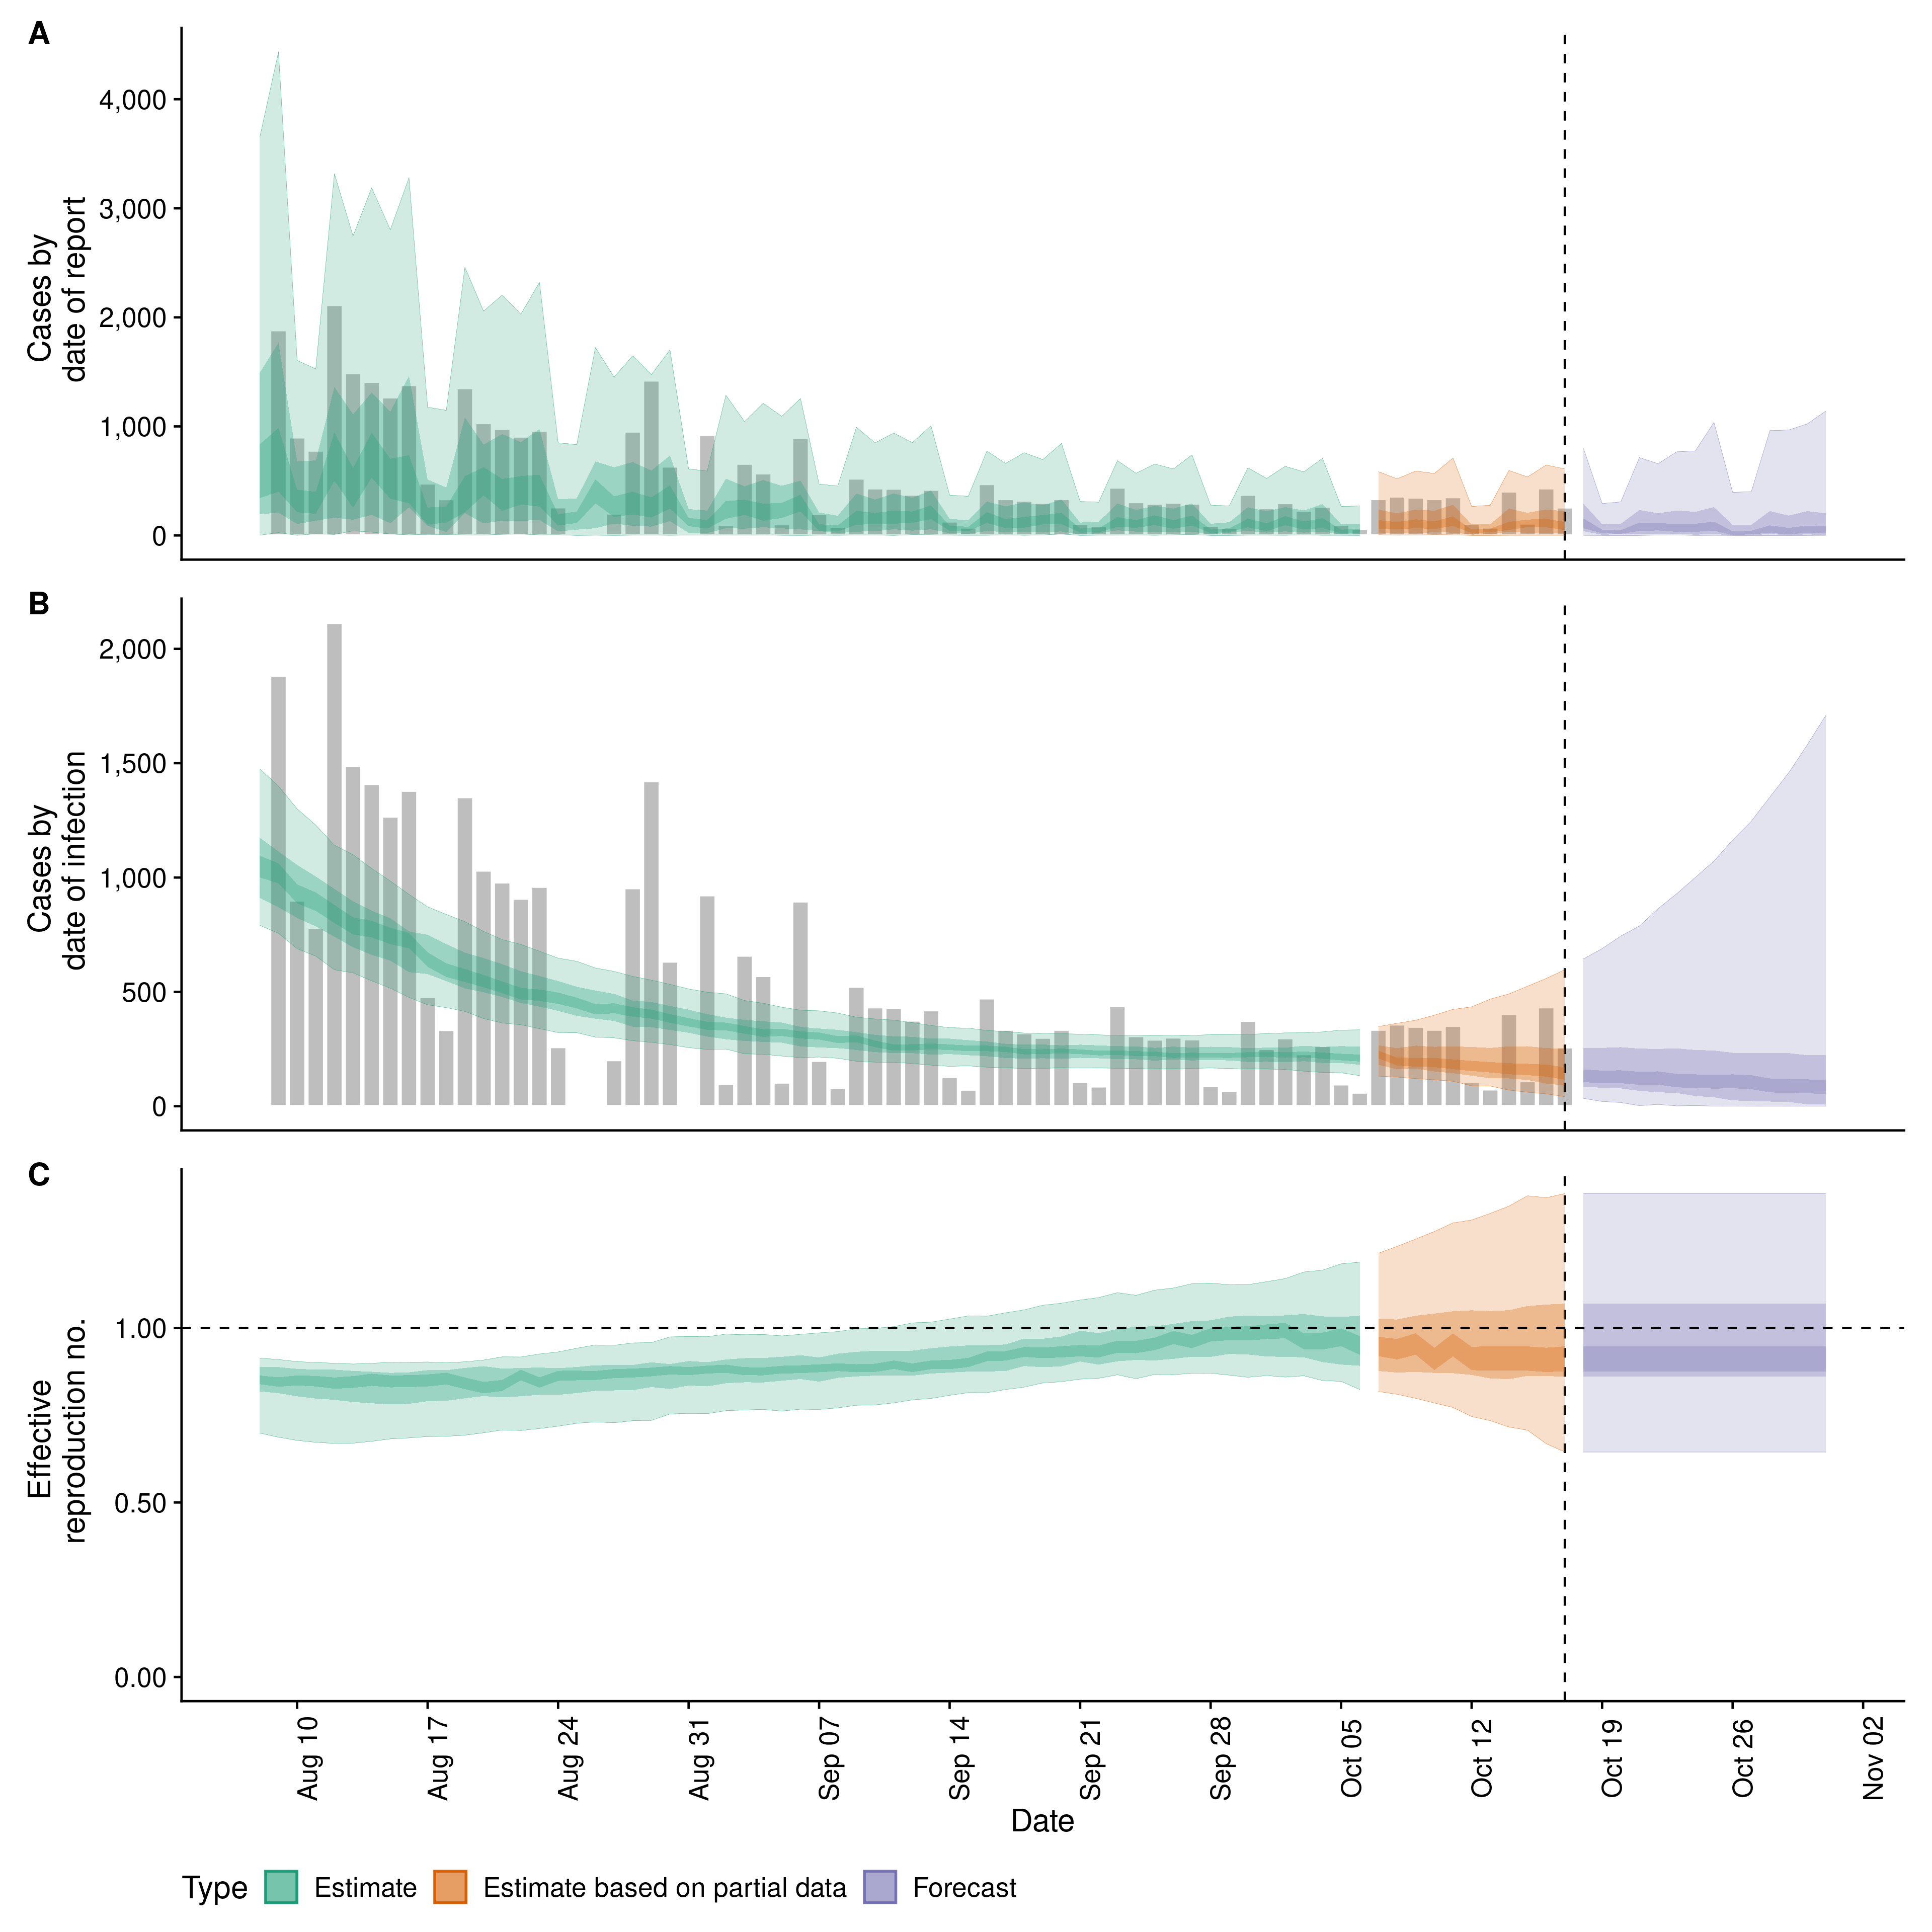 A
Cases by
date of report
4,000
3,000
2,000
1,000
0
B
Cases by
date of infection
2,000
1,500
1,000
500
0
C
Effective
reproduction no.
1.00
0.50
0.00
Aug 10
Aug 17
Aug 24
Aug 31
Sep 07
Sep 14
Sep 21
Sep 28
Oct 05
Oct 12
Oct 19
Oct 26
Nov 02
Date
Type Estimate Estimate based on partial data Forecast